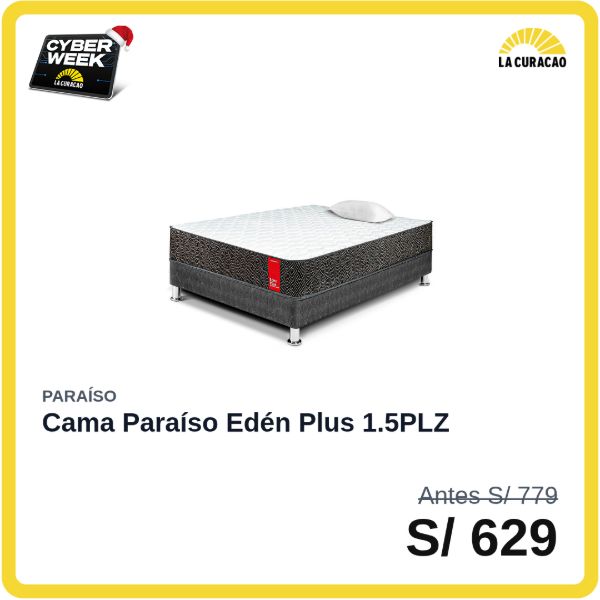 CYBER
WEEK
LA CURACAO
LA CURACAO
PARAÍSO
Cama Paraíso Edén Plus 1.5PLZ
Antes S/ 779
S/ 629